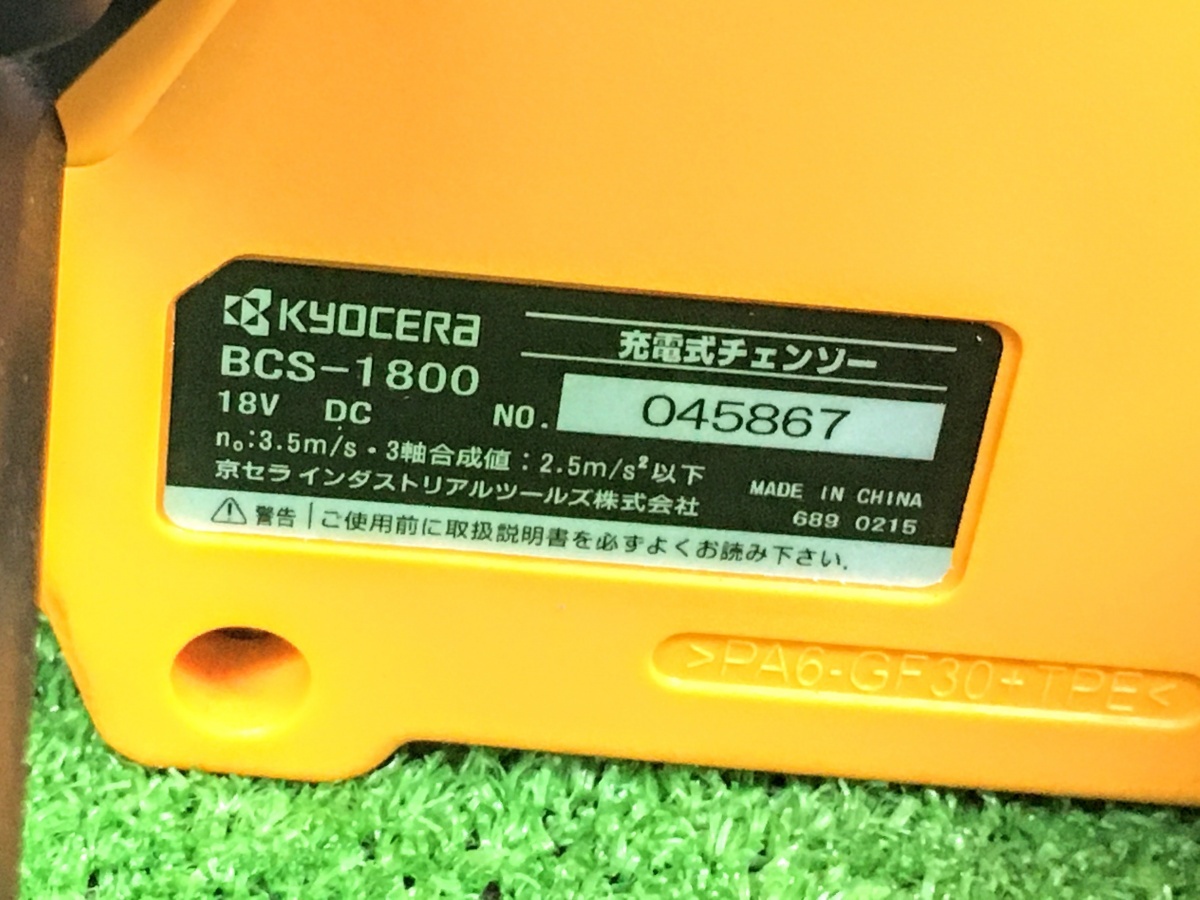 KYOCERa
充電式チェンソー
BCS-1800
18V DC NO. 045867
n₀:3.5m/s・3軸合成値:2.5m/s²以下
京セラ インダストリアルツールズ株式会社
MADE IN CHINA
689 0215
⚠ 警告|ご使用前に取扱説明書を必ずよくお読み下さい.
>PA6-GF30+TPE<